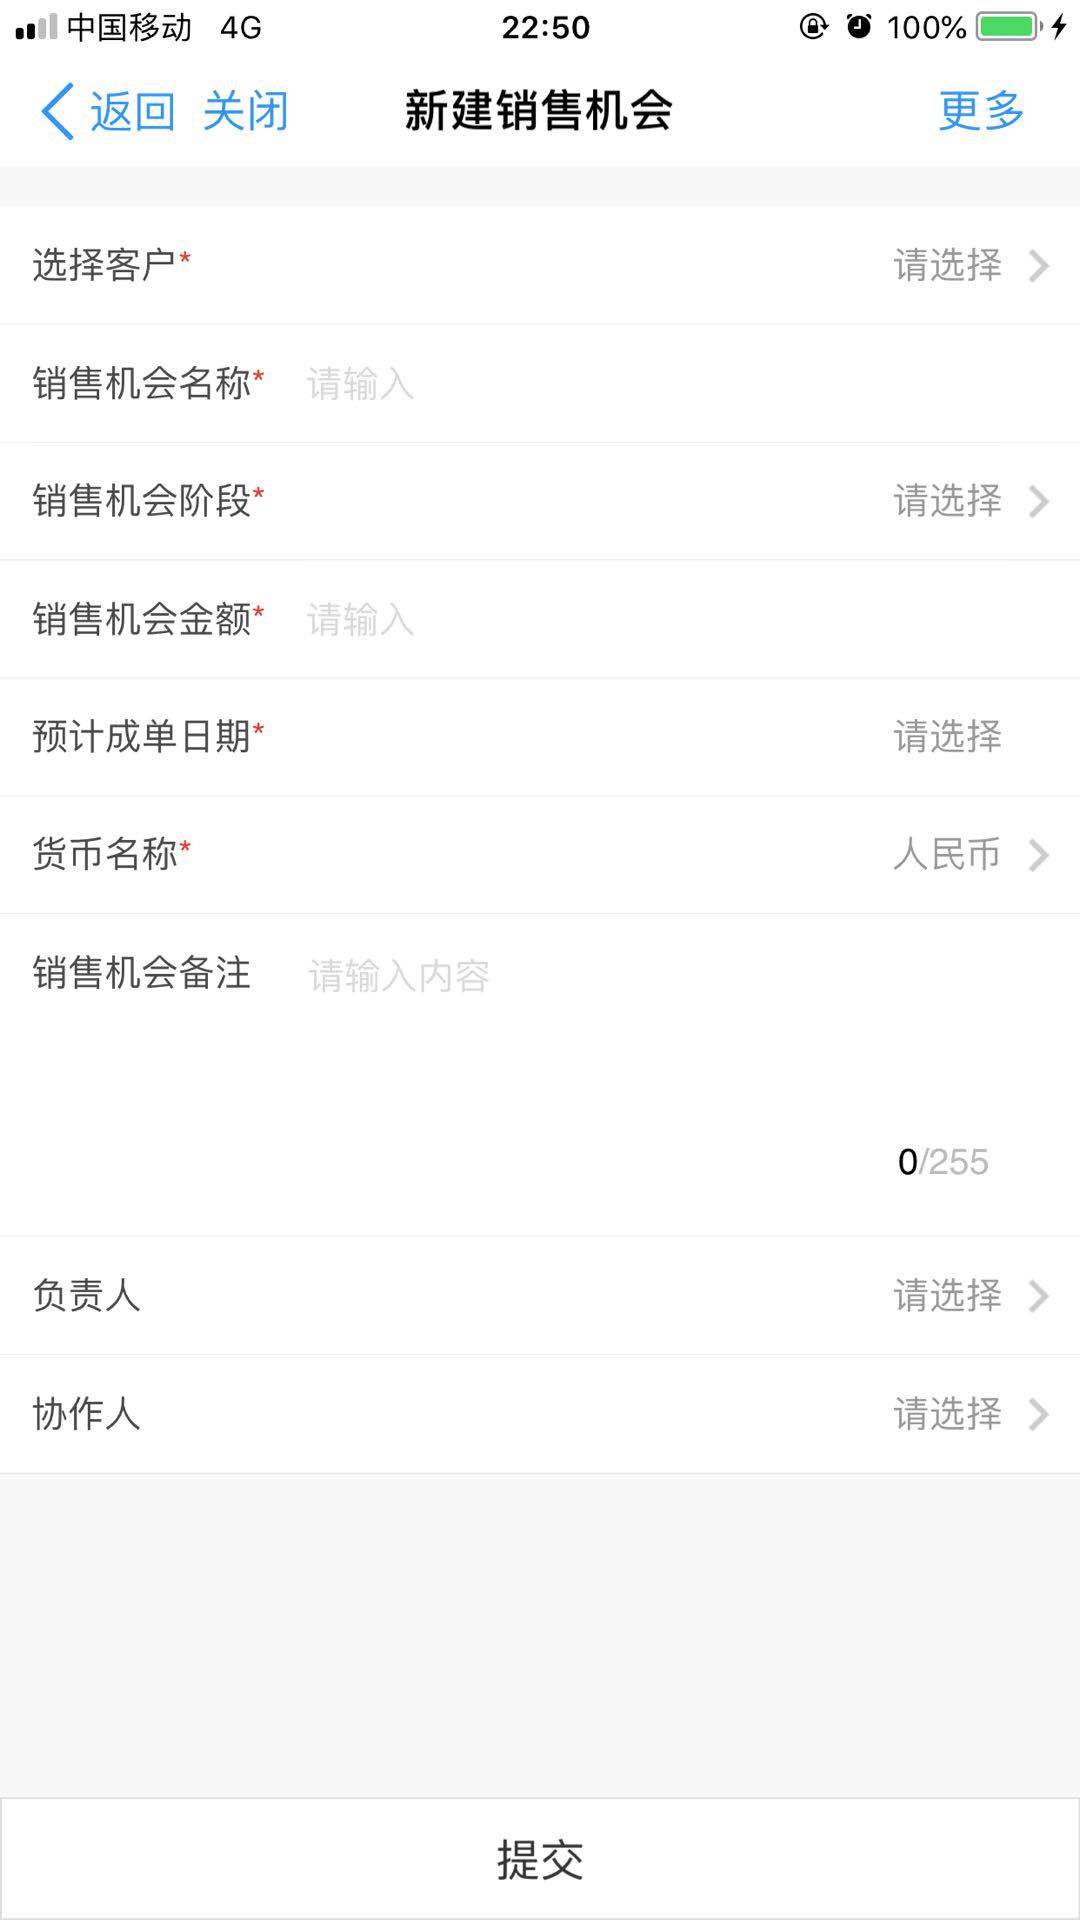 中国移动 4G 22:50 100%
返回 关闭 新建销售机会 更多
选择客户* 请选择
销售机会名称* 请输入
销售机会阶段* 请选择
销售机会金额* 请输入
预计成单日期* 请选择
货币名称* 人民币
销售机会备注 请输入内容
0/255
负责人 请选择
协作人 请选择
提交